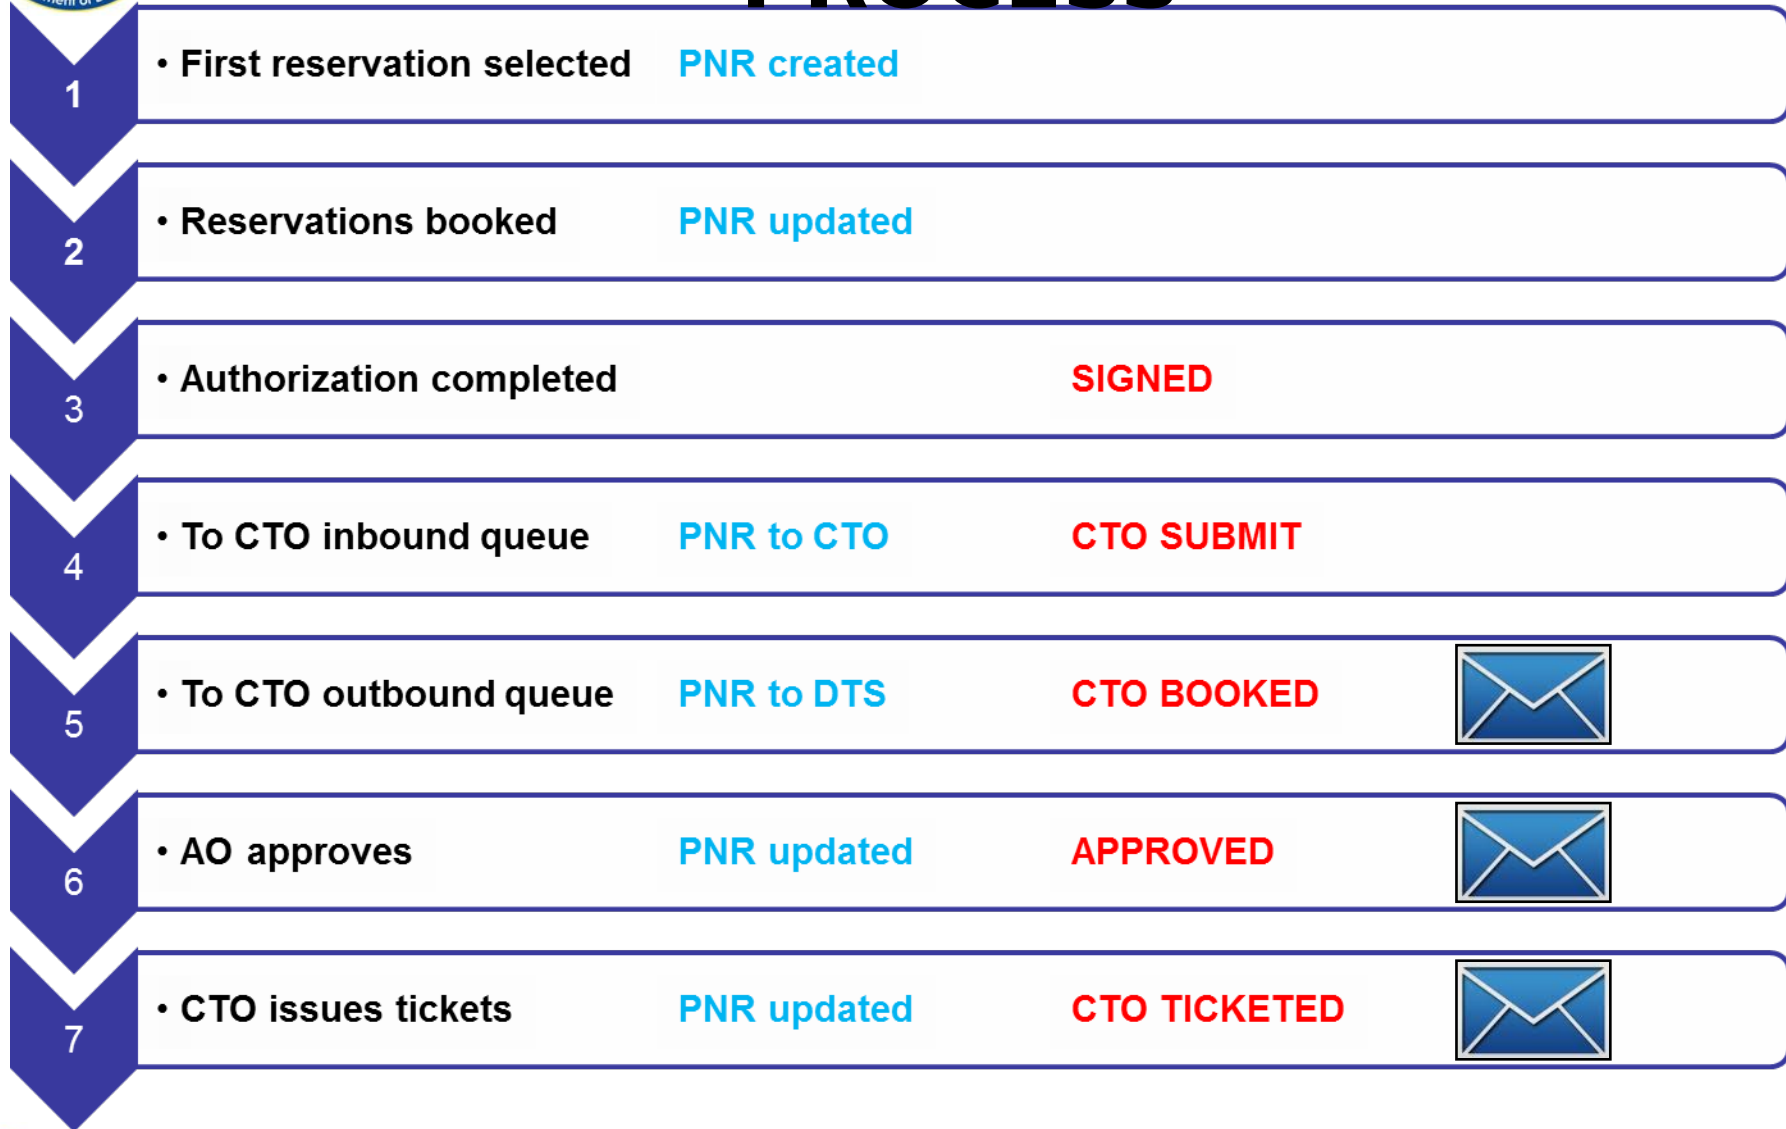 PROCESS
1
• First reservation selected PNR created
2
• Reservations booked PNR updated
3
• Authorization completed SIGNED
4
• To CTO inbound queue PNR to CTO CTO SUBMIT
5
• To CTO outbound queue PNR to DTS CTO BOOKED
6
• AO approves PNR updated APPROVED
7
• CTO issues tickets PNR updated CTO TICKETED